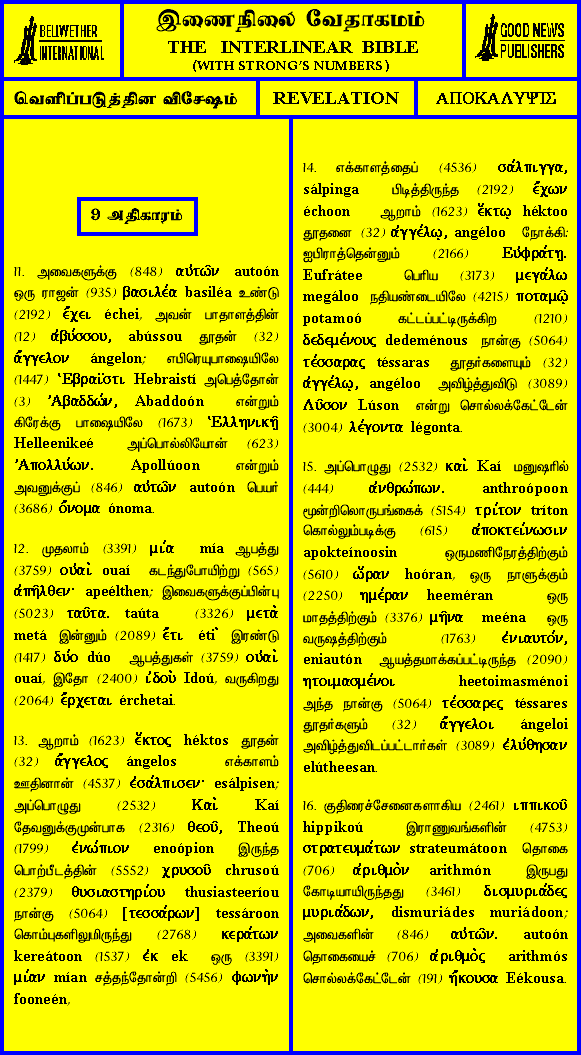 BELLWETHER
INTERNATIONAL
இணைநிலை வேதாகமம்
THE INTERLINEAR BIBLE
(WITH STRONG'S NUMBERS)
GOOD NEWS
PUBLISHERS
வெளிப்படுத்தின விசேஷம்
REVELATION
ΑΠΟΚΑΛΥΨΙΣ
9 அதிகாரம்
11. அவைகளுக்கு (848) αὐτῶν autoón
ஒரு ராஜன் (935) βασιλέα basiléa உண்டு
(2192) ἔχει échei, அவன் பாதாளத்தின்
(12) ἀβύσσου, abússou தூதன் (32)
ἄγγελον ángelon; எபிரெயுபாஷையிலே
(1447) Ἑβραϊστι Hebraistí அபெத்தோன்
(3) Ἀβαδδών, Abaddoón என்றும்
கிரேக்கு பாஷையிலே (1673) Ἑλληνικῇ
Helleenikeé அப்பொல்லியோன் (623)
Ἀπολλύων. Apollúoon என்றும்
அவனுக்குப் (846) αὐτῶν autoón பெயர்
(3686) ὄνομα ónoma.
12. முதலாம் (3391) μία mía ஆபத்து
(3759) οὐαὶ ouaí கடந்துபோயிற்று (565)
ἀπῆλθεν· apeélthen; இவைகளுக்குப்பின்பு
(5023) ταῦτα. taúta (3326) μετὰ
metá இன்னும் (2089) ἔτι étì இரண்டு
(1417) δύο dúo ஆபத்துகள் (3759) οὐαὶ
ouaí, இதோ (2400) ἰδοὺ Idoú, வருகிறது
(2064) ἔρχεται érchetai.
13. ஆறாம் (1623) ἕκτος héktos தூதன்
(32) ἄγγελος ángelos எக்காளம்
ஊதினான் (4537) ἐσάλπισεν· esálpisen;
அப்பொழுது (2532) Καὶ Kaí
தேவனுக்குமுன்பாக (2316) θεοῦ, Theoú
(1799) ἐνώπιον enoópion இருந்த
பொற்பீடத்தின் (5552) χρυσοῦ chrusoú
(2379) θυσιαστηρίου thusiasteeríou
நான்கு (5064) [τεσσάρων] tessároon
கொம்புகளிலுமிருந்து (2768) κεράτων
kereátoon (1537) ἐκ ek ஒரு (3391)
μίαν mían சத்தந்தோன்றி (5456) φωνὴν
fooneén,
14. எக்காளத்தைப் (4536) σάλπιγγα,
sálpinga பிடித்திருந்த (2192) ἔχων
échoon ஆறாம் (1623) ἕκτῳ héktoo
தூதனை (32) ἀγγέλῳ, angéloo நோக்கி:
ஐபிராத்தென்னும் (2166) Εὐφράτῃ.
Eufrátee பெரிய (3173) μεγάλω
megáloo நதியண்டையிலே (4215) ποταμῷ
potamoó கட்டப்பட்டிருக்கிற (1210)
δεδεμένους dedeménous நான்கு (5064)
τέσσαρας téssaras தூதர்களையும் (32)
ἀγγέλῳ, angéloo அவிழ்த்துவிடு (3089)
Λῦσον Lúson என்று சொல்லக்கேட்டேன்
(3004) λέγοντα légonta.
15. அப்பொழுது (2532) καὶ Kaí மனுஷரில்
(444) ἀνθρώπων. anthroópoon
மூன்றிலொருபங்கைக் (5154) τρίτον tríton
கொல்லும்படிக்கு (615) ἀποκτείνωσιν
apokteínoosin ஒருமணிநேரத்திற்கும்
(5610) ὥραν hoóran, ஒரு நாளுக்கும்
(2250) ημέραν heeméran ஒரு
மாதத்திற்கும் (3376) μῆνα meéna ஒரு
வருஷத்திற்கும் (1763) ἐνιαυτόν,
eniautón ஆயத்தமாக்கப்பட்டிருந்த (2090)
ητοιμασμένοι heetoimasménoi
அந்த நான்கு (5064) τέσσαρες téssares
தூதர்களும் (32) ἄγγελοι ángeloi
அவிழ்த்துவிடப்பட்டார்கள் (3089) ἐλύθησαν
elútheesan.
16. குதிரைச்சேனைகளாகிய (2461) ιππικοῦ
hippikoú இராணுவங்களின் (4753)
στρατευμάτων strateumátoon தொகை
(706) ἀριθμὸν arithmón இருபது
கோடியாயிருந்தது (3461) δισμυριάδες
μυριάδων, dismuriádes muriádoon;
அவைகளின் (846) αὐτῶν. autoón
தொகையைச் (706) ἀριθμὸς arithmós
சொல்லக்கேட்டேன் (191) ἤκουσα Eékousa.